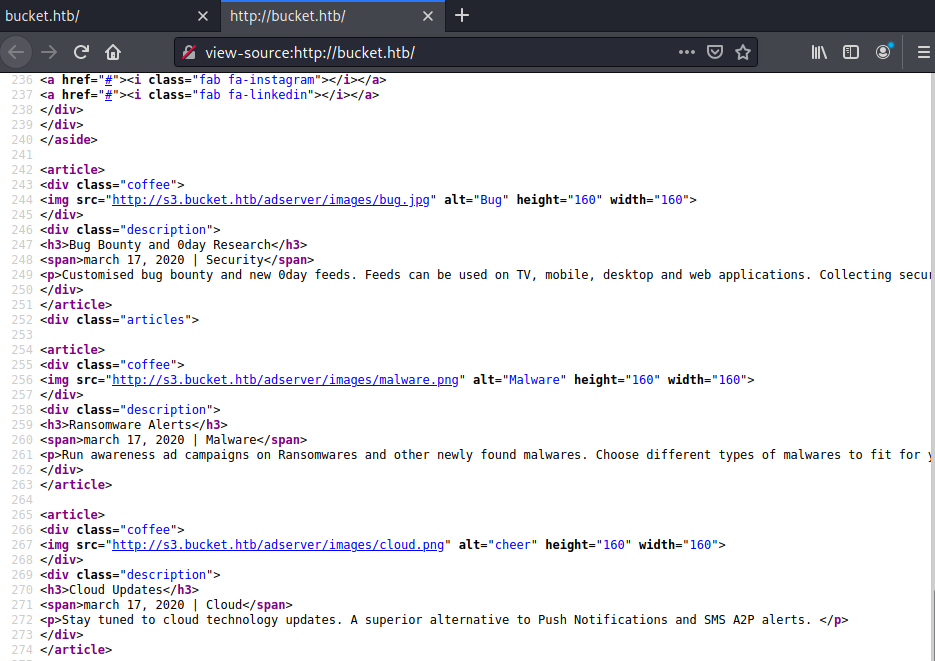 bucket.htb/
http://bucket.htb/
view-source:http://bucket.htb/
236 <a href="#"><i class="fab fa-instagram"></i></a>
237 <a href="#"><i class="fab fa-linkedin"></i></a>
238 </div>
239 </div>
240 </aside>
241
242 <article>
243 <div class="coffee">
244 <img src="http://s3.bucket.htb/adserver/images/bug.jpg" alt="Bug" height="160" width="160">
245 </div>
246 <div class="description">
247 <h3>Bug Bounty and 0day Research</h3>
248 <span>march 17, 2020 | Security</span>
249 <p>Customised bug bounty and new 0day feeds. Feeds can be used on TV, mobile, desktop and web applications. Collecting secur
250 </div>
251 </article>
252 <div class="articles">
253
254 <article>
255 <div class="coffee">
256 <img src="http://s3.bucket.htb/adserver/images/malware.png" alt="Malware" height="160" width="160">
257 </div>
258 <div class="description">
259 <h3>Ransomware Alerts</h3>
260 <span>march 17, 2020 | Malware</span>
261 <p>Run awareness ad campaigns on Ransomwares and other newly found malwares. Choose different types of malwares to fit for y
262 </div>
263 </article>
264
265 <article>
266 <div class="coffee">
267 <img src="http://s3.bucket.htb/adserver/images/cloud.png" alt="cheer" height="160" width="160">
268 </div>
269 <div class="description">
270 <h3>Cloud Updates</h3>
271 <span>march 17, 2020 | Cloud</span>
272 <p>Stay tuned to cloud technology updates. A superior alternative to Push Notifications and SMS A2P alerts. </p>
273 </div>
274 </article>